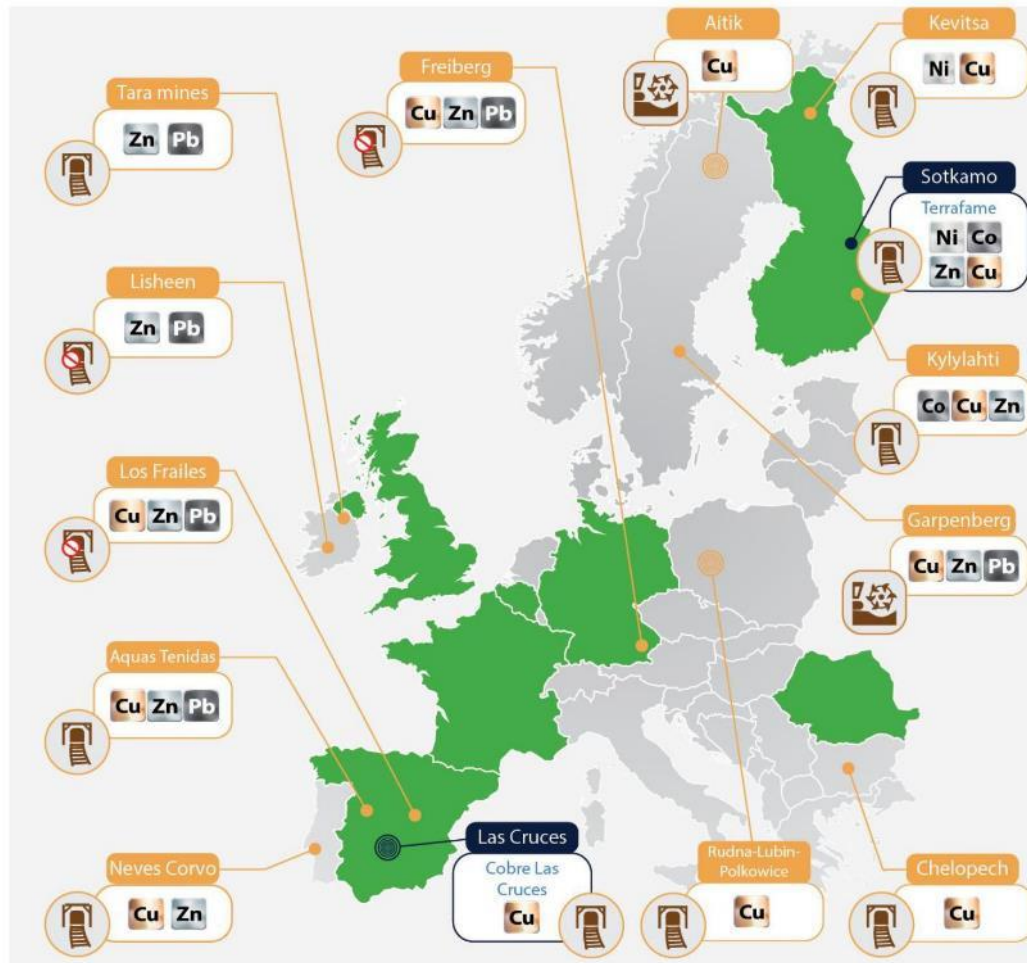 Aitik
Cu
Kevitsa
Ni Cu
Freiberg
Cu Zn Pb
Tara mines
Zn Pb
Sotkamo
Terrafame
Ni Co
Zn Cu
Lisheen
Zn Pb
Kylylahti
Co Cu Zn
Los Frailes
Cu Zn Pb
Garpenberg
Cu Zn Pb
Aquas Tenidas
Cu Zn Pb
Las Cruces
Cobre Las
Cruces
Cu
Rudna-Lubin-
Polkowice
Cu
Chelopech
Cu
Neves Corvo
Cu Zn